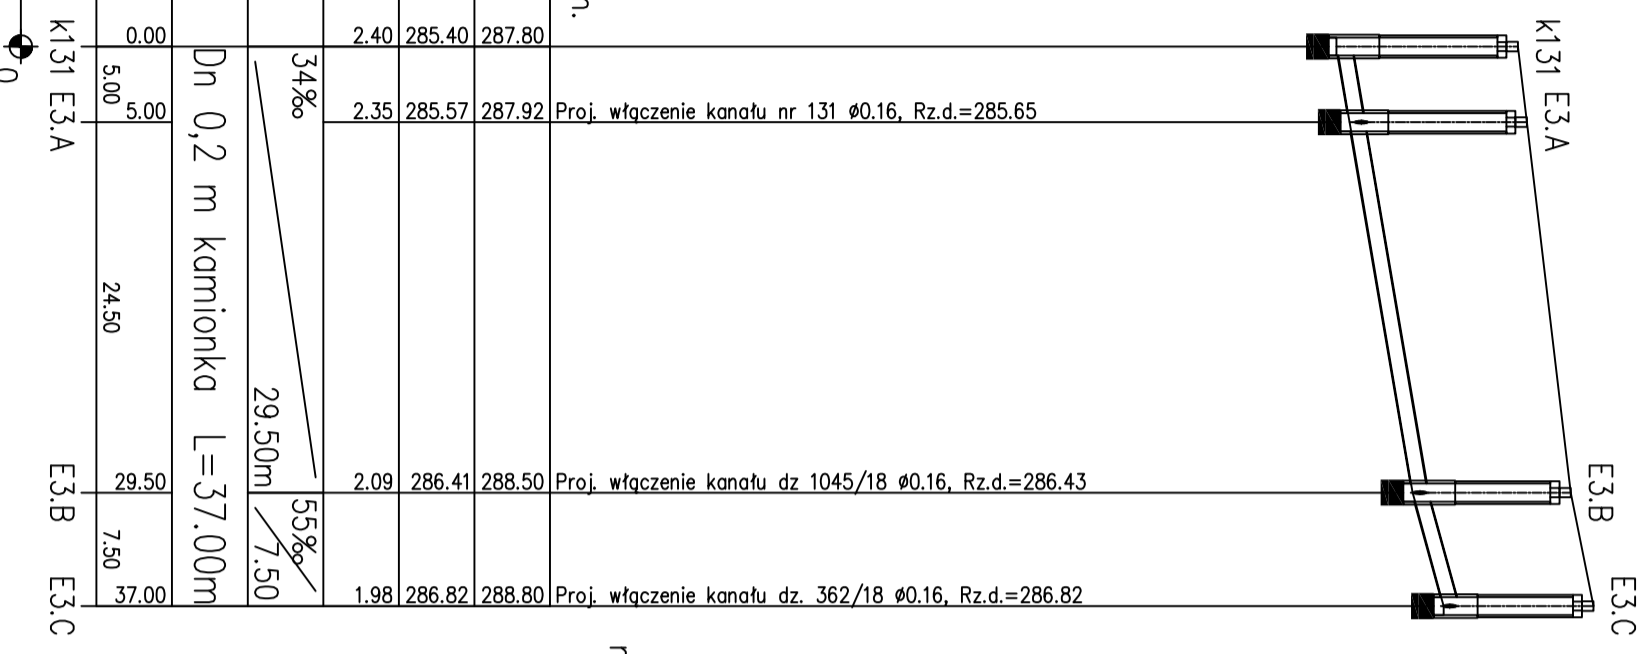 n.
k131 0.00 2.40 285.40 287.80 k131
5.00 34‰
E3.A 5.00 2.35 285.57 287.92 Proj. włączenie kanału nr 131 ø0.16, Rz.d.=285.65 E3.A
24.50 Dn 0,2 m kamionka L=37.00m 29.50m
E3.B 29.50 2.09 286.41 288.50 Proj. włączenie kanału dz 1045/18 ø0.16, Rz.d.=286.43 E3.B
7.50 7.50 55‰
E3.C 37.00 1.98 286.82 288.80 Proj. włączenie kanału dz. 362/18 ø0.16, Rz.d.=286.82 E3.C